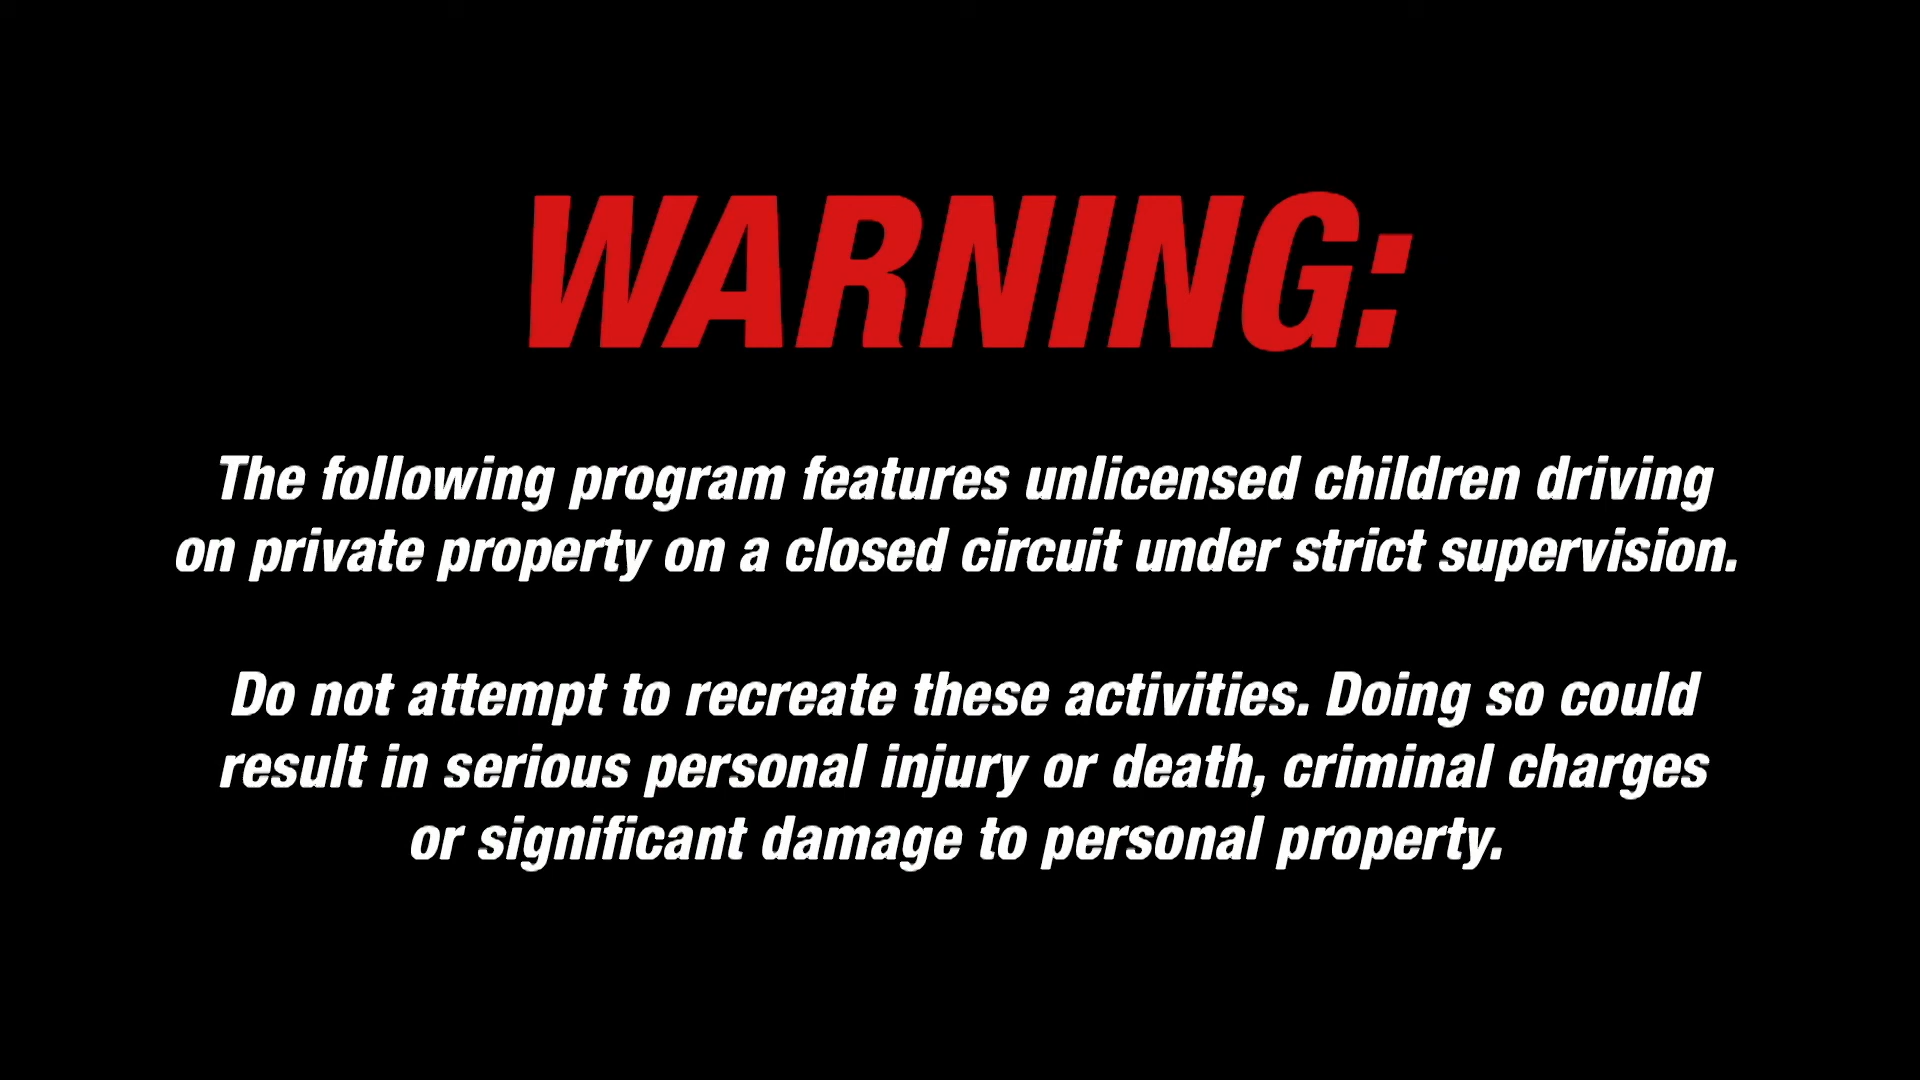 WARNING:
The following program features unlicensed children driving
on private property on a closed circuit under strict supervision.
Do not attempt to recreate these activities. Doing so could
result in serious personal injury or death, criminal charges
or significant damage to personal property.